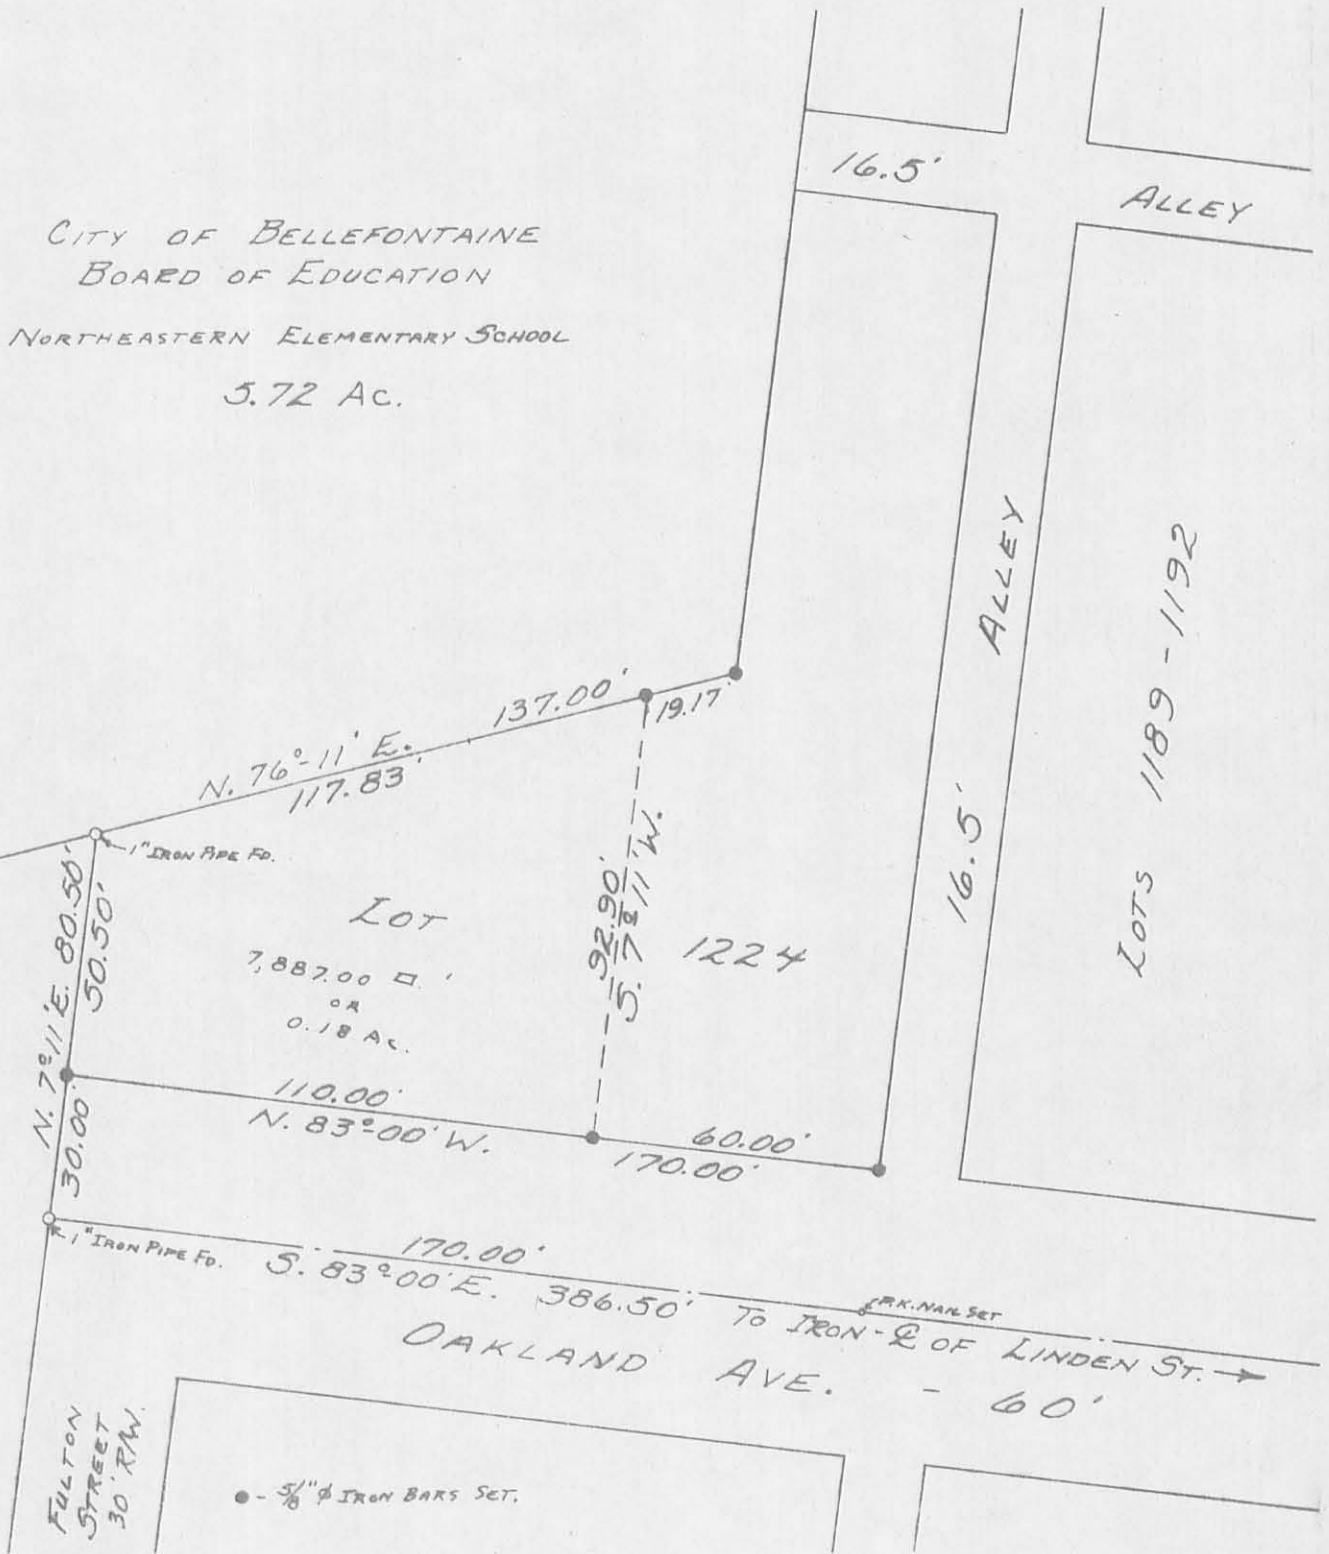 CITY OF BELLEFONTAINE
BOARD OF EDUCATION
NORTHEASTERN ELEMENTARY SCHOOL
5.72 AC.
16.5'
ALLEY
16.5' ALLEY
LOTS 1189-1192
137.00'
19.17'
N. 76°-11' E.
117.83'
1" IRON PIPE FD.
N. 7°11' E. 80.50'
50.50'
LOT
1224
7,887.00 □'
OR
0.18 AC.
92.90'
S. 7°11' W.
110.00'
N. 83°-00' W.
60.00'
170.00'
30.00'
1" IRON PIPE FD.
170.00'
S. 83°-00' E. 386.50' TO IRON-℄ OF LINDEN ST.
P.K. NAIL SET
OAKLAND AVE. - 60'
FULTON
STREET
30' R/W.
● - 5/8" ø IRON BARS SET.